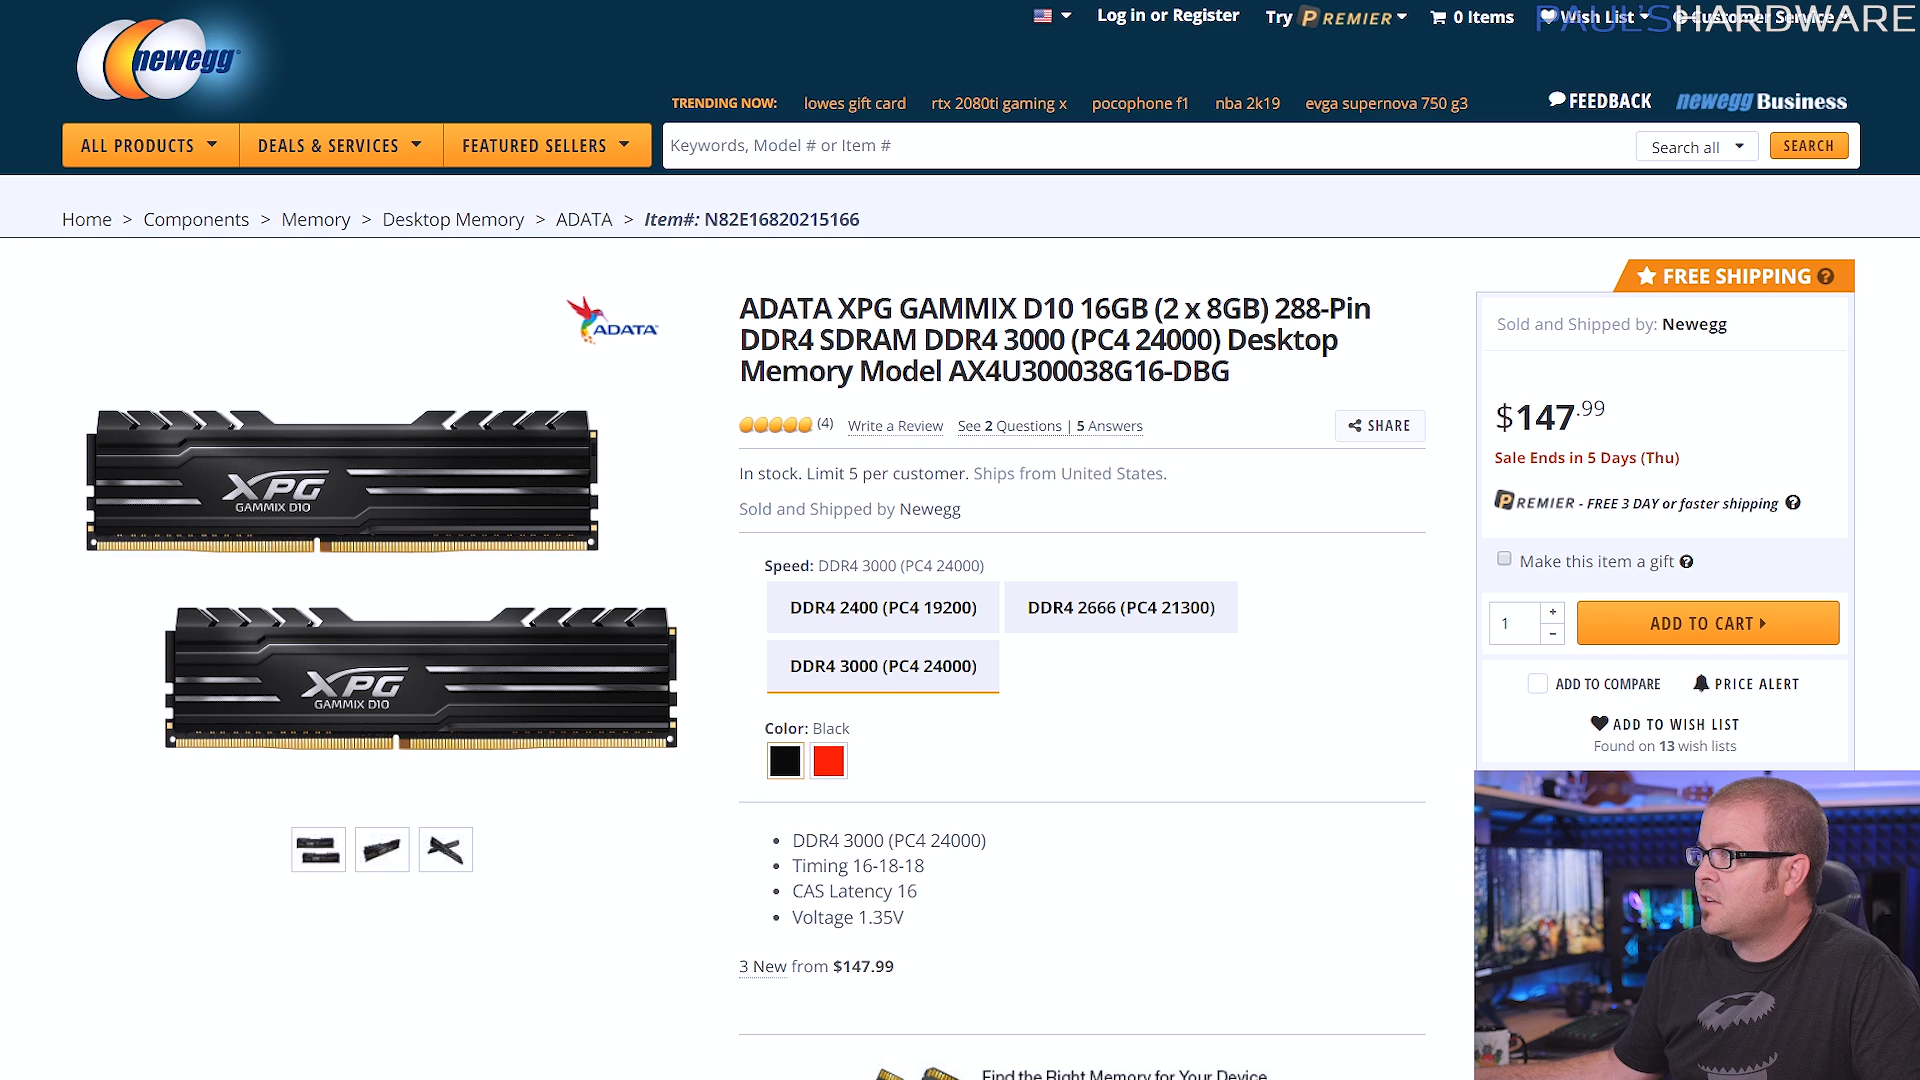 Log in or Register
Try PREMIER
0 Items
Wish List
Customer Service
PAUL'SHARDWARE
newegg
TRENDING NOW:
lowes gift card
rtx 2080ti gaming x
pocophone f1
nba 2k19
evga supernova 750 g3
FEEDBACK
newegg Business
ALL PRODUCTS
DEALS & SERVICES
FEATURED SELLERS
Keywords, Model # or Item #
Search all
SEARCH
Home > Components > Memory > Desktop Memory > ADATA > Item#: N82E16820215166
FREE SHIPPING
ADATA
ADATA XPG GAMMIX D10 16GB (2 x 8GB) 288-Pin
DDR4 SDRAM DDR4 3000 (PC4 24000) Desktop
Memory Model AX4U300038G16-DBG
(4)
Write a Review
See 2 Questions | 5 Answers
SHARE
In stock. Limit 5 per customer. Ships from United States.
Sold and Shipped by Newegg
Speed: DDR4 3000 (PC4 24000)
DDR4 2400 (PC4 19200)
DDR4 2666 (PC4 21300)
DDR4 3000 (PC4 24000)
Color: Black
DDR4 3000 (PC4 24000)
Timing 16-18-18
CAS Latency 16
Voltage 1.35V
3 New from $147.99
Find the Right Memory for Your Device
XPG
GAMMIX D10
XPG
GAMMIX D10
Sold and Shipped by: Newegg
$147.99
Sale Ends in 5 Days (Thu)
PREMIER - FREE 3 DAY or faster shipping
Make this item a gift
1
+
-
ADD TO CART
ADD TO COMPARE
PRICE ALERT
ADD TO WISH LIST
Found on 13 wish lists